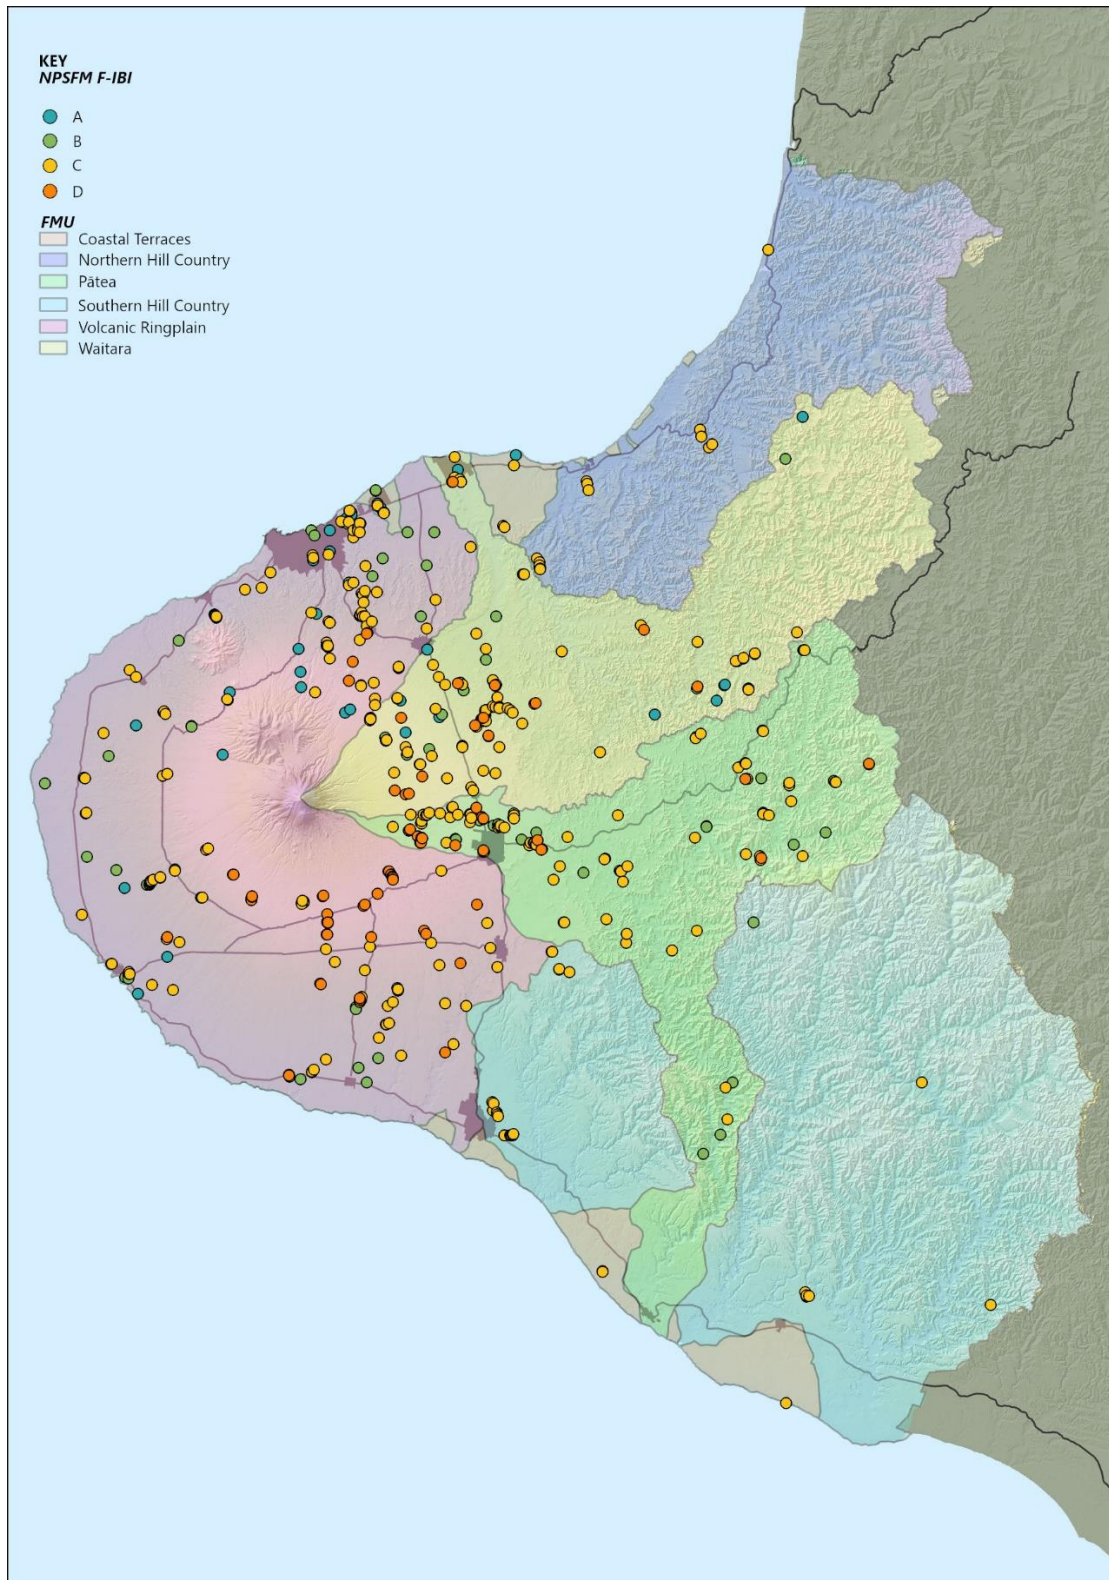 KEY
NPSFM F-IBI
A
B
C
D
FMU
Coastal Terraces
Northern Hill Country
Pātea
Southern Hill Country
Volcanic Ringplain
Waitara